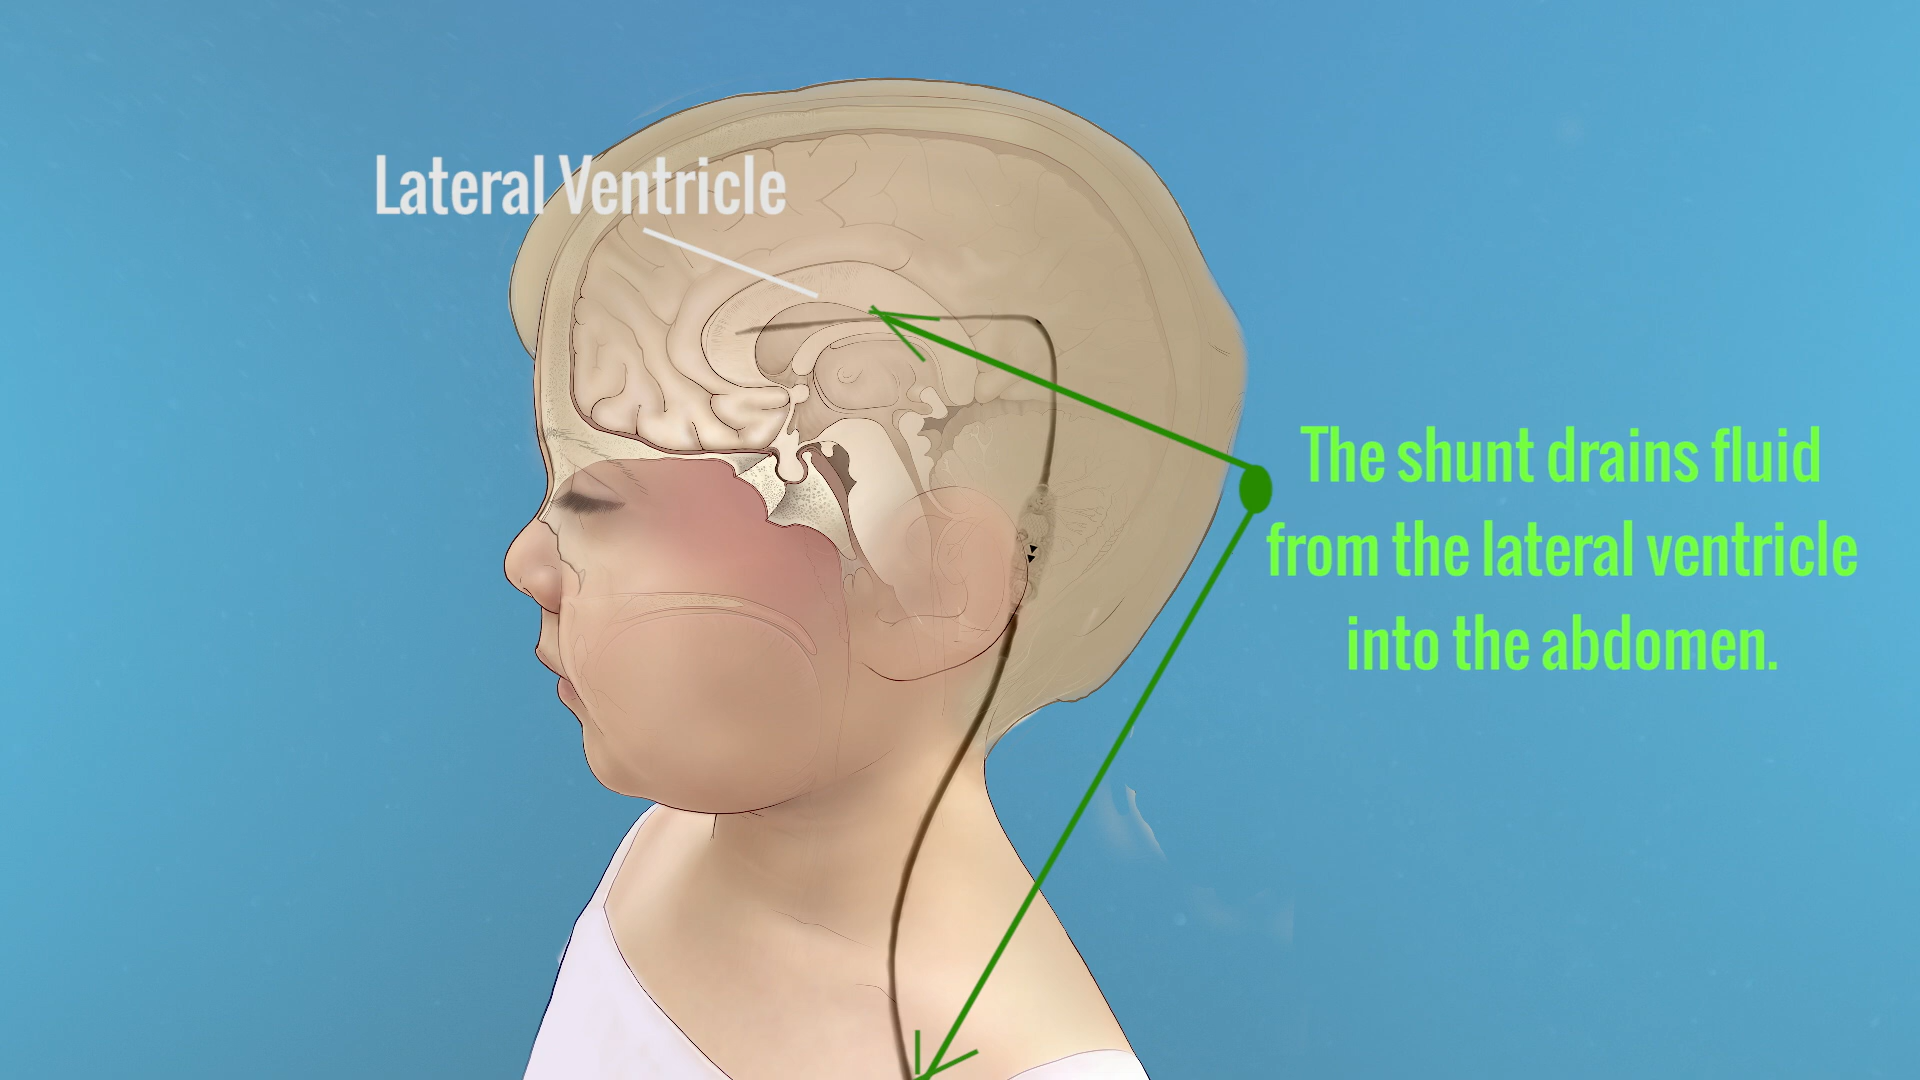 Lateral Ventricle
The shunt drains fluid
from the lateral ventricle
into the abdomen.